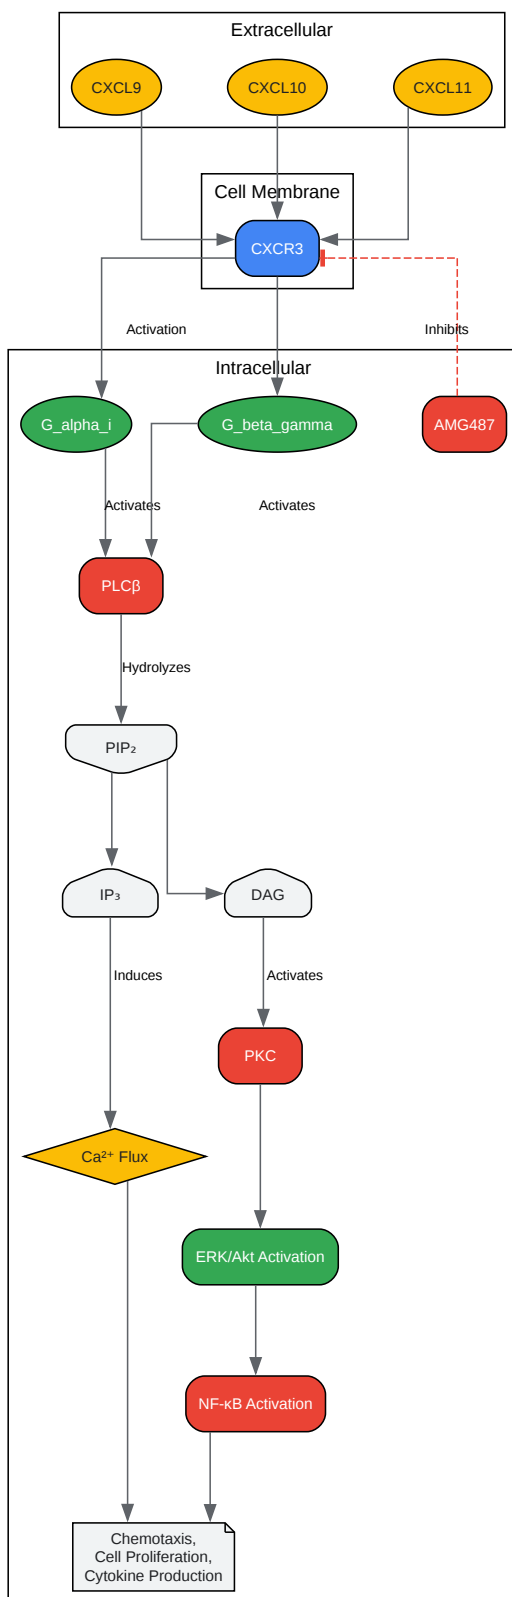 Extracellular
CXCL9
CXCL10
CXCL11
Cell Membrane
CXCR3
Activation
Inhibits
Intracellular
G_alpha_i
G_beta_gamma
AMG487
Activates
Activates
PLCβ
Hydrolyzes
PIP₂
IP₃
DAG
Induces
Activates
PKC
Ca²⁺ Flux
ERK/Akt Activation
NF-κB Activation
Chemotaxis,
Cell Proliferation,
Cytokine Production